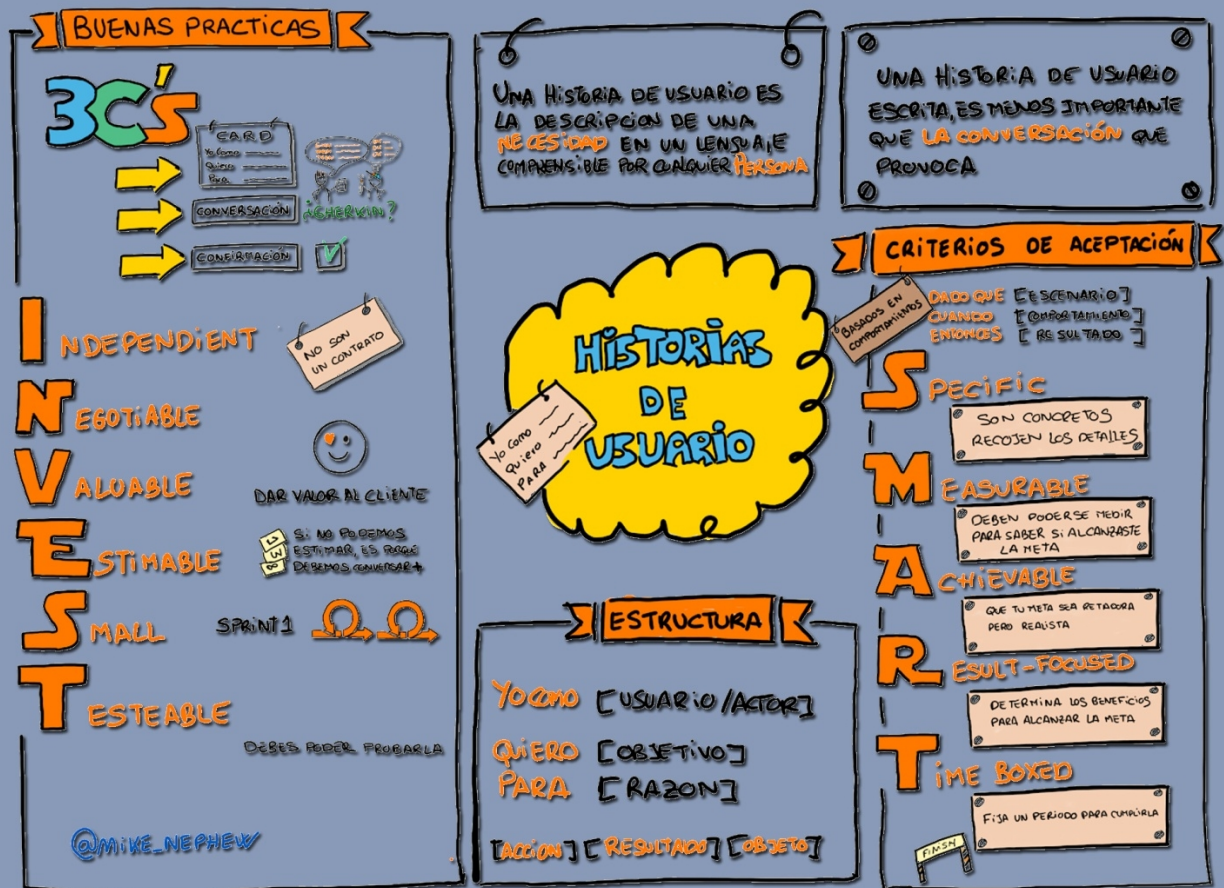 BUENAS PRACTICAS
3C'S
CARD
Yo Como
Quiero
Para
CONVERSACIÓN
¿GHERKIN?
CONFIRMACIÓN
INDEPENDIENT
NO SON
UN CONTRATO
NEGOTIABLE
VALUABLE
DAR VALOR AL CLIENTE
ESTIMABLE
SI NO PODEMOS
ESTIMAR, ES PORQUE
DEBEMOS CONVERSAR+
SMALL
SPRINT 1
TESTEABLE
DEBES PODER PROBARLA
@MIKE_NEPHEW
UNA HISTORIA DE USUARIO ES
LA DESCRIPCION DE UNA
NECESIDAD EN UN LENGUAJE
COMPRENSIBLE POR CUALQUIER PERSONA
UNA HISTORIA DE USUARIO
ESCRITA, ES MENOS IMPORTANTE
QUE LA CONVERSACIÓN QUE
PROVOCA
HISTORIAS
DE
USUARIO
Yo Como
Quiero
PARA
ESTRUCTURA
YO COMO [USUARIO/ACTOR]
QUIERO [OBJETIVO]
PARA [RAZON]
[ACCION] [RESULTADO] [OBJETO]
CRITERIOS DE ACEPTACIÓN
BASADOS EN
COMPORTAMIENTOS
DADO QUE [ESCENARIO]
CUANDO [COMPORTAMIENTO]
ENTONCES [RESULTADO]
SPECIFIC
SON CONCRETOS
RECOJEN LOS DETALLES
MEASURABLE
DEBEN PODERSE MEDIR
PARA SABER SI ALCANZASTE
LA META
ACHIEVABLE
QUE TU META SEA RETADORA
PERO REALISTA
RESULT-FOCUSED
DETERMINA LOS BENEFICIOS
PARA ALCANZAR LA META
TIME BOXED
FIJA UN PERIODO PARA CUMPLIRLA